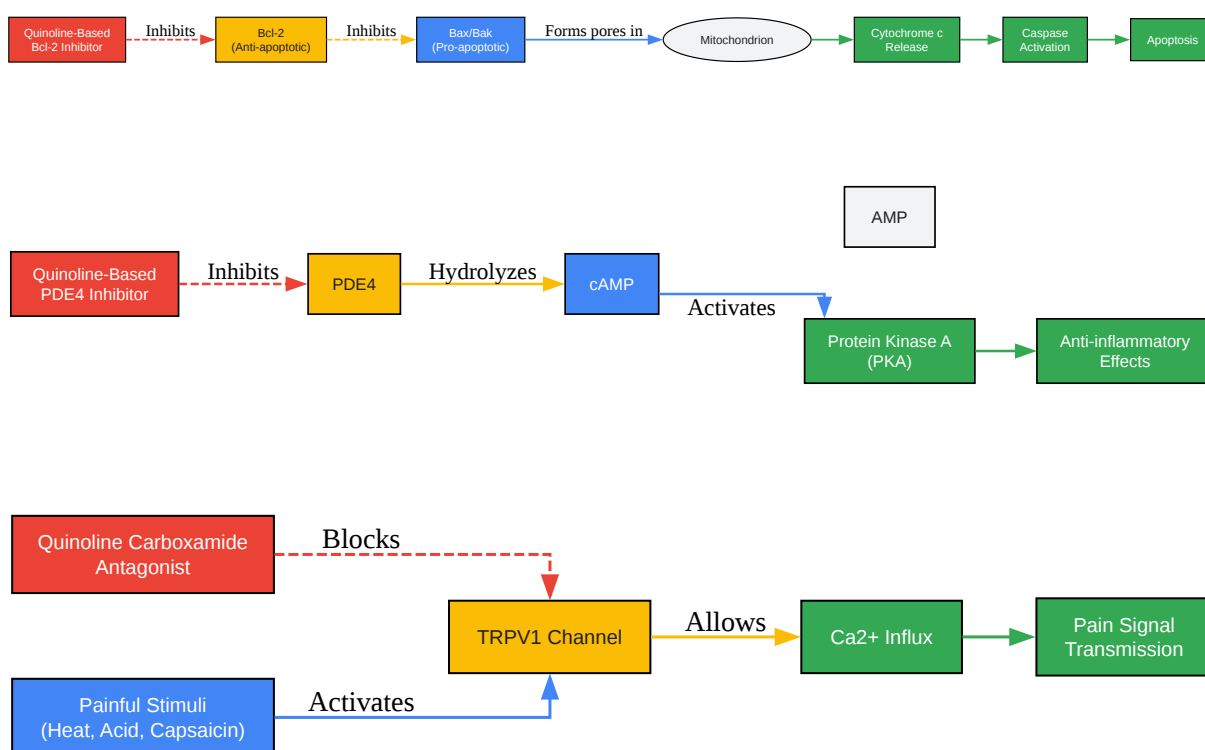 Quinoline-Based
Bcl-2 Inhibitor
Inhibits
Bcl-2
(Anti-apoptotic)
Inhibits
Bax/Bak
(Pro-apoptotic)
Forms pores in
Mitochondrion
Cytochrome c
Release
Caspase
Activation
Apoptosis
AMP
Quinoline-Based
PDE4 Inhibitor
Inhibits
PDE4
Hydrolyzes
cAMP
Activates
Protein Kinase A
(PKA)
Anti-inflammatory
Effects
Quinoline Carboxamide
Antagonist
Blocks
TRPV1 Channel
Allows
Ca2+ Influx
Pain Signal
Transmission
Painful Stimuli
(Heat, Acid, Capsaicin)
Activates